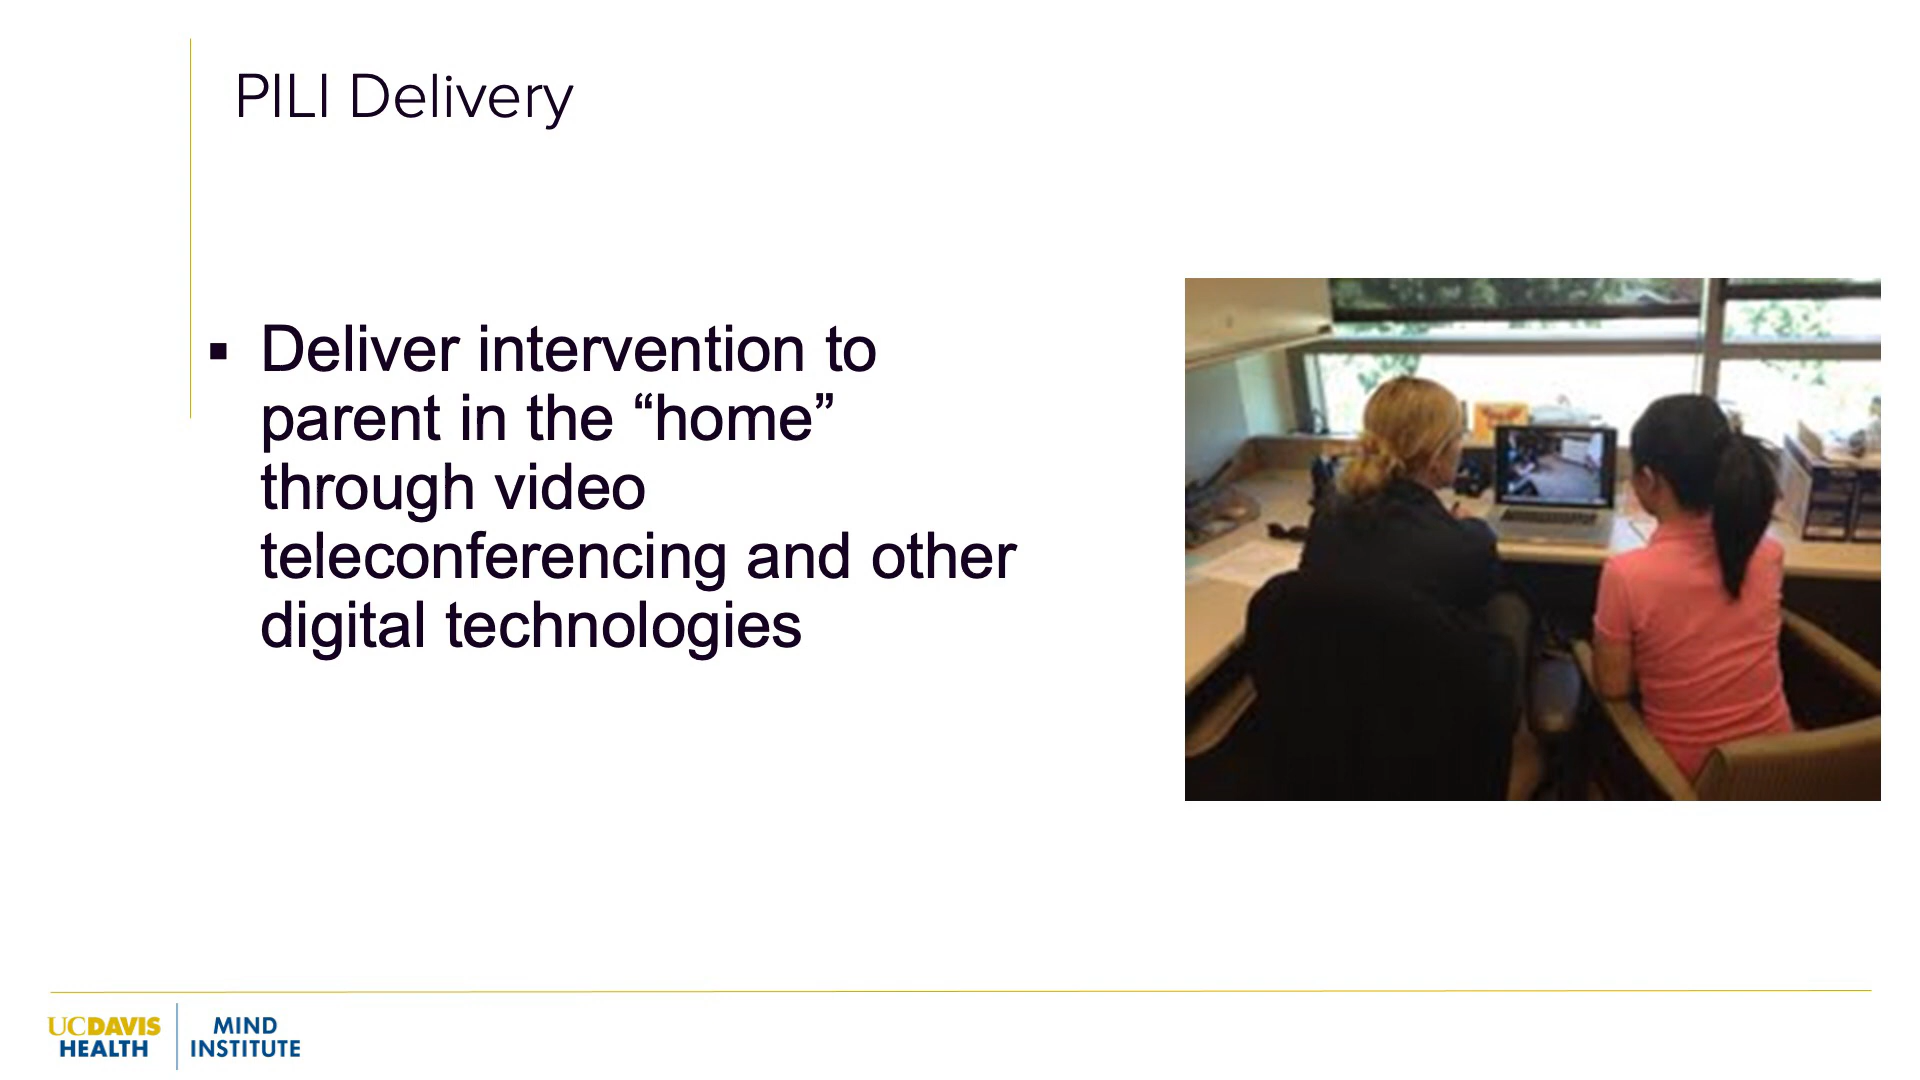 PILI Delivery
▪ Deliver intervention to
parent in the “home”
through video
teleconferencing and other
digital technologies
UCDAVIS
HEALTH
MIND
INSTITUTE